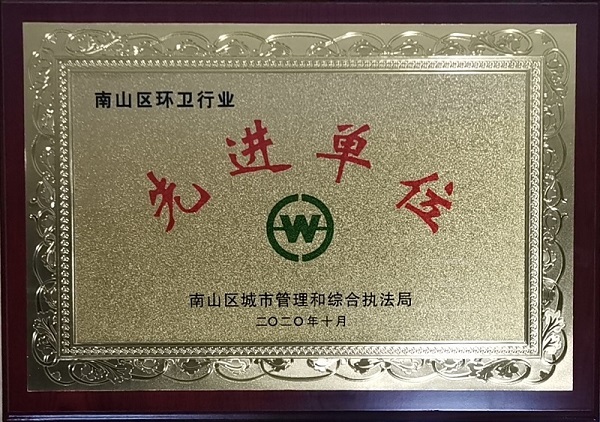 南山区环卫行业
先进单位
W
南山区城市管理和综合执法局
二〇二〇年十月